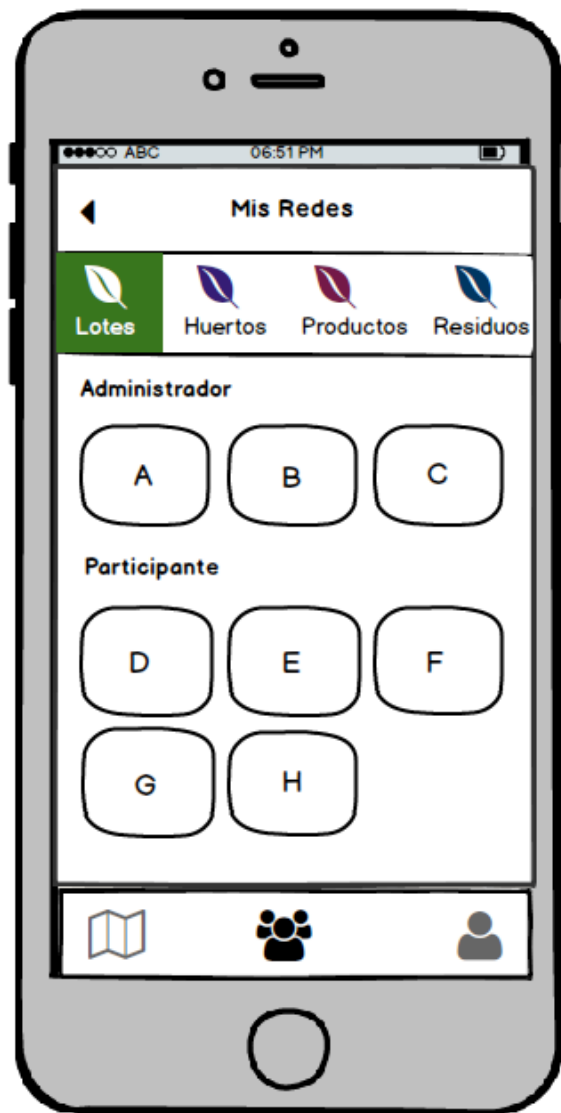 ABC 06:51 PM
Mis Redes
Lotes Huertos Productos Residuos
Administrador
A B C
Participante
D E F
G H